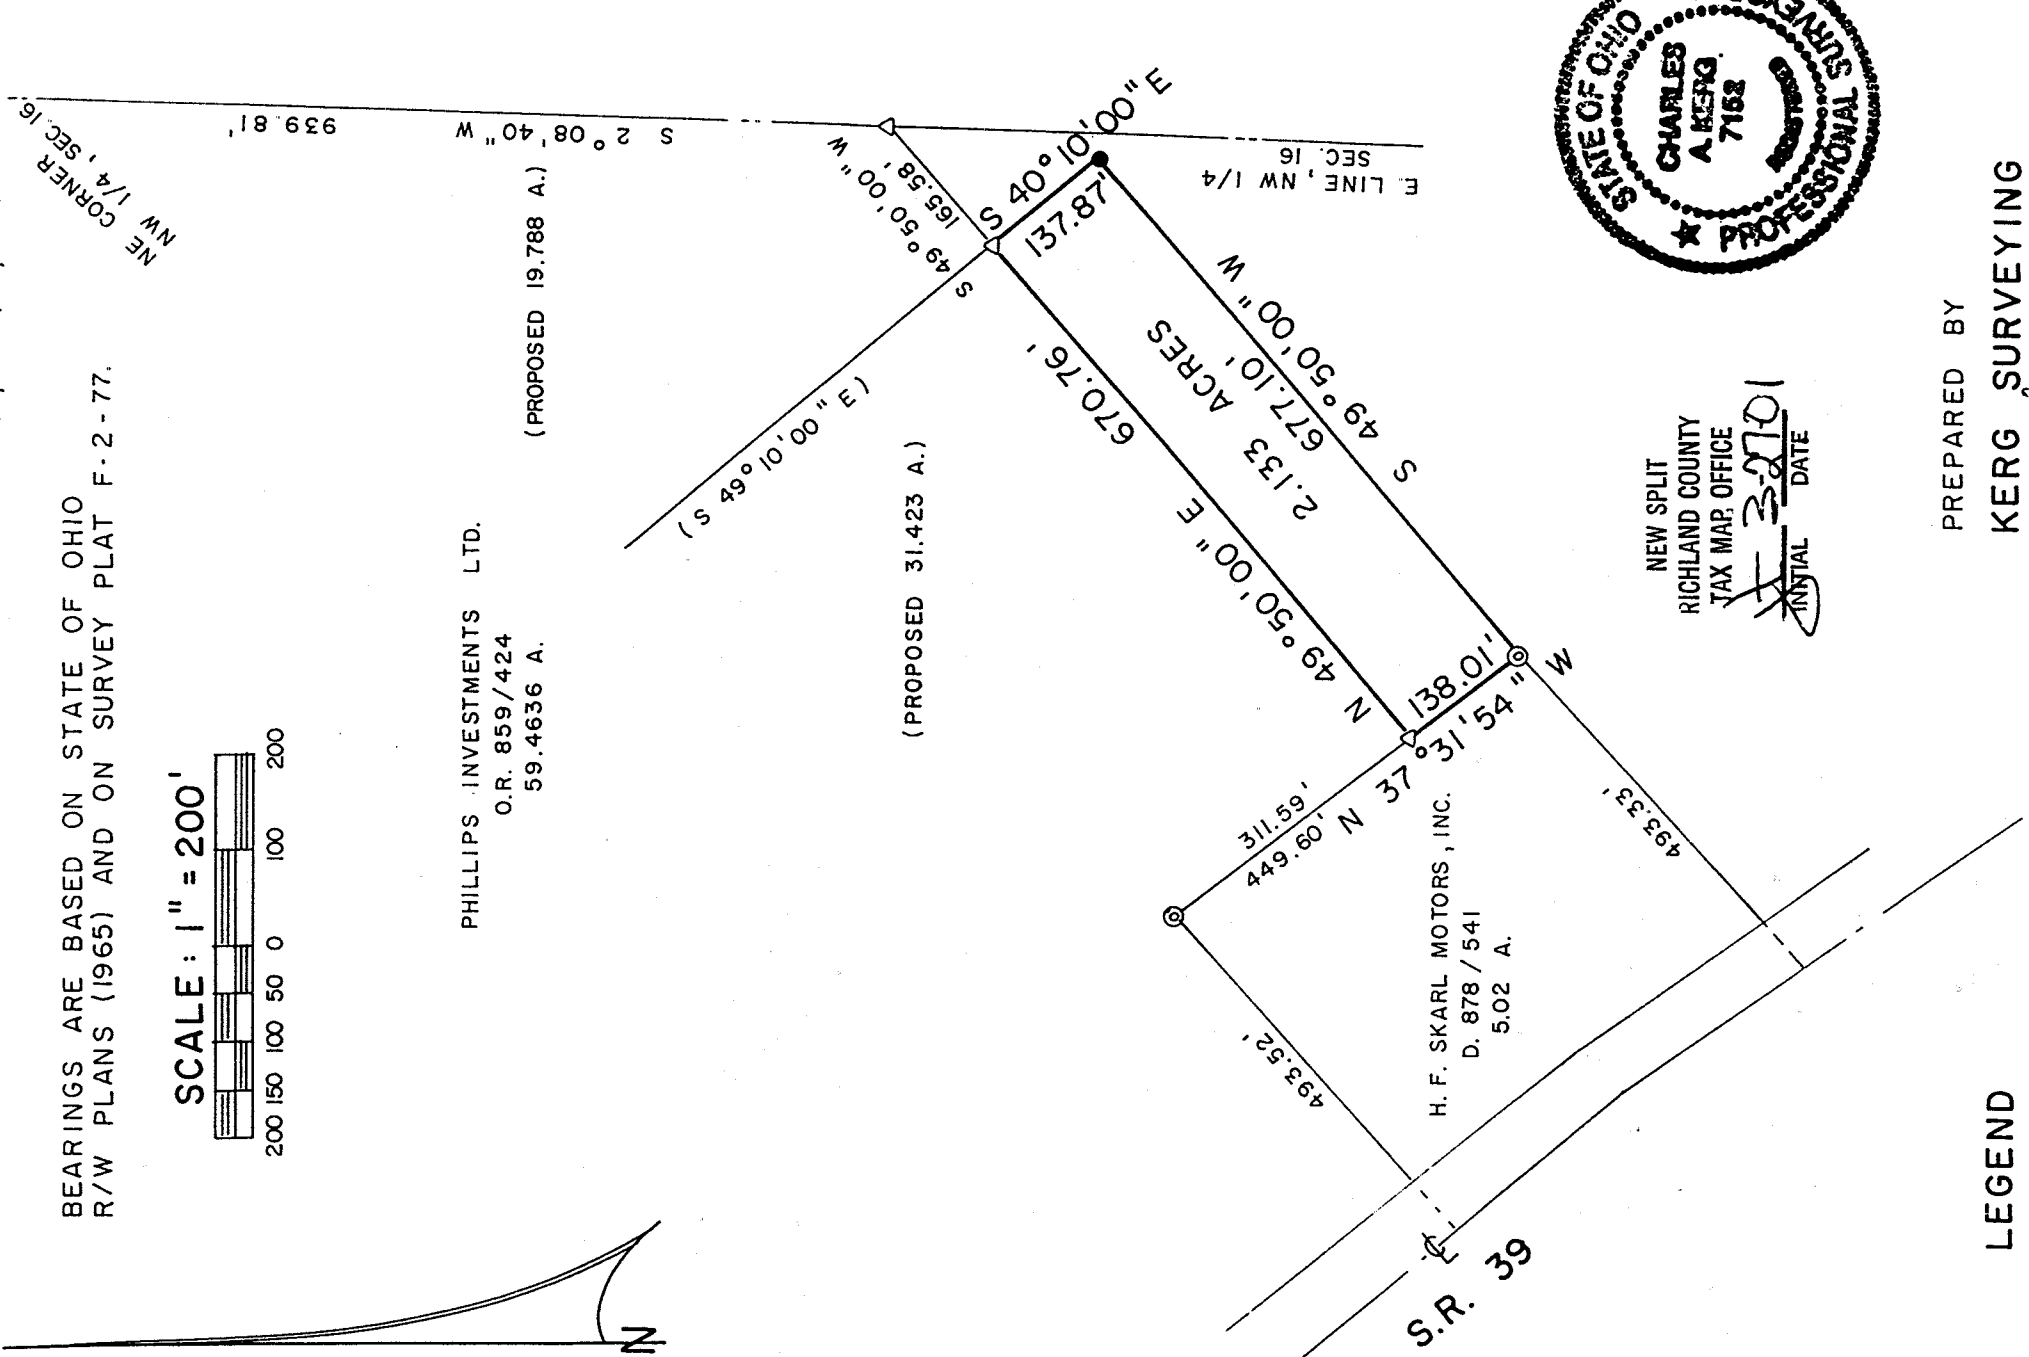 BEARINGS ARE BASED ON STATE OF OHIO
R/W PLANS (1965) AND ON SURVEY PLAT F-2-77.
SCALE : 1" = 200'
200 150 100 50 0 100 200
N
NE CORNER
NW 1/4, SEC. 16
939.81'
S 2°08'40" W
(PROPOSED 19.788 A.)
PHILLIPS INVESTMENTS LTD.
O.R. 859/424
59.4636 A.
(PROPOSED 31.423 A.)
(S 49°10'00" E)
S 49°50'00" W
165.58'
S 40°10'00" E
137.87'
E. LINE, NW 1/4
SEC. 16
670.76'
N 49°50'00" E
2.133 ACRES
677.10'
S 49°50'00" W
138.01'
N 37°31'54" W
311.59'
449.60'
493.33'
493.52'
H. F. SKARL MOTORS, INC.
D. 878 / 541
5.02 A.
S.R. 39
STATE OF OHIO
CHARLES
A. KERG
7152
REGISTERED
PROFESSIONAL
NEW SPLIT
RICHLAND COUNTY
TAX MAP, OFFICE
3-27-01
INITIAL DATE
PREPARED BY
KERG SURVEYING
LEGEND